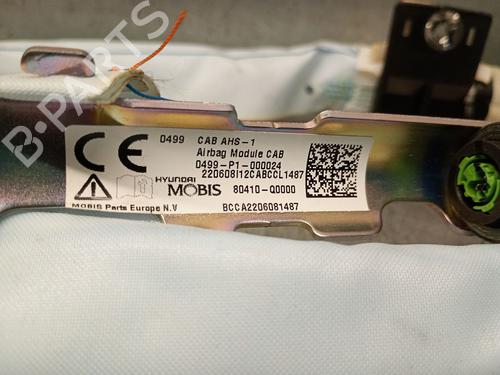 B-PARTS
CE 0499 CAB AHS-1
Airbag Module CAB
0499-P1-000024
220608I12CABCCL1487
HYUNDAI
MOBIS 80410-Q0000
MOBIS Parts Europe N.V BCCA2206081487